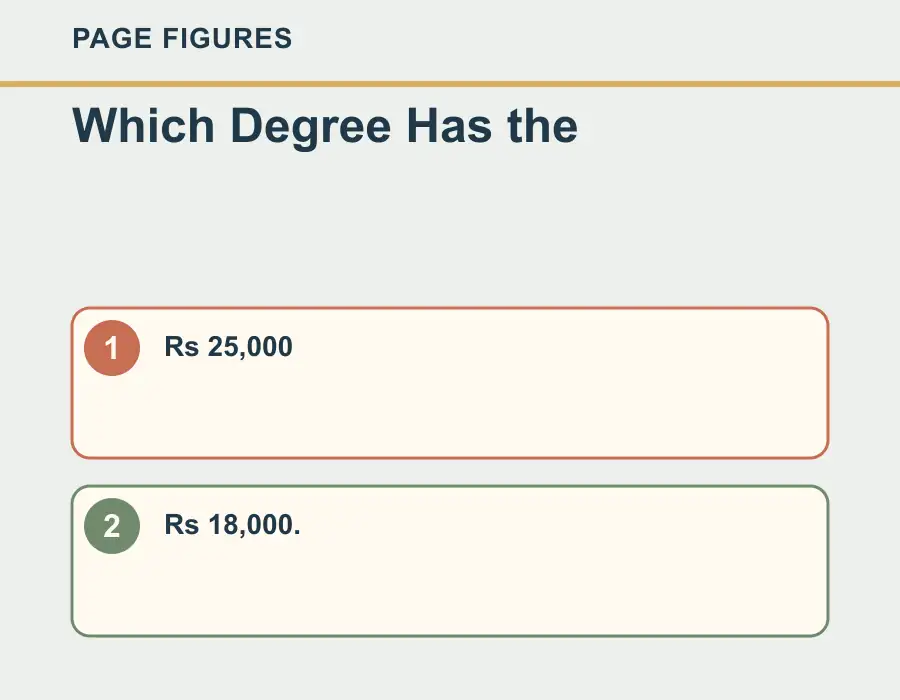 PAGE FIGURES
Which Degree Has the
1 Rs 25,000
2 Rs 18,000.